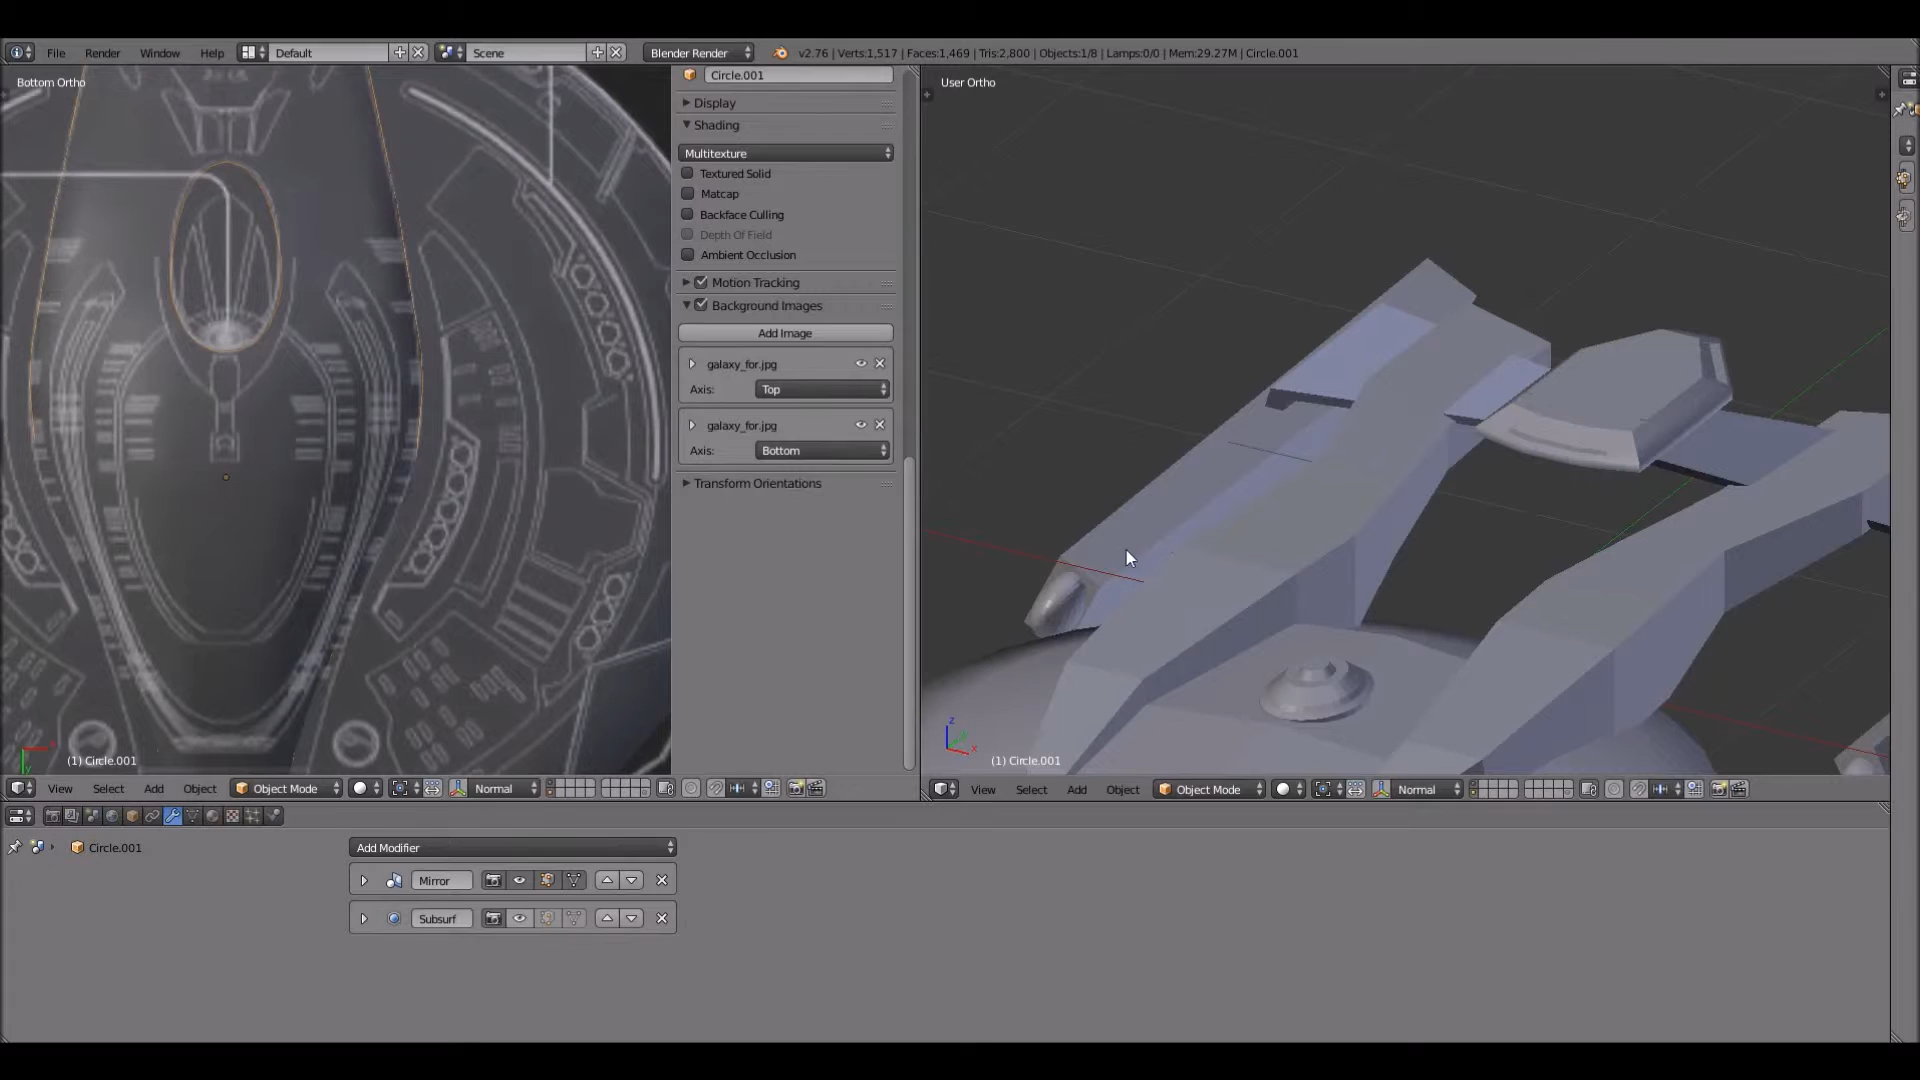 File Render Window Help Default Scene Blender Render v2.76 | Verts:1,517 | Faces:1,469 | Tris:2,800 | Objects:1/8 | Lamps:0/0 | Mem:29.27M | Circle.001
Bottom Ortho
Circle.001
Display
Shading
Multitexture
Textured Solid
Matcap
Backface Culling
Depth Of Field
Ambient Occlusion
Motion Tracking
Background Images
Add Image
galaxy_for.jpg
Axis: Top
galaxy_for.jpg
Axis: Bottom
Transform Orientations
(1) Circle.001
View Select Add Object Object Mode Normal
User Ortho
z
x
(1) Circle.001
View Select Add Object Object Mode Normal
Circle.001
Add Modifier
Mirror
Subsurf